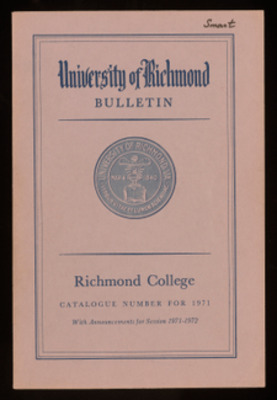 Smart
University of Richmond
BULLETIN
Richmond College
CATALOGUE NUMBER FOR 1971
With Announcements for Session 1971-1972